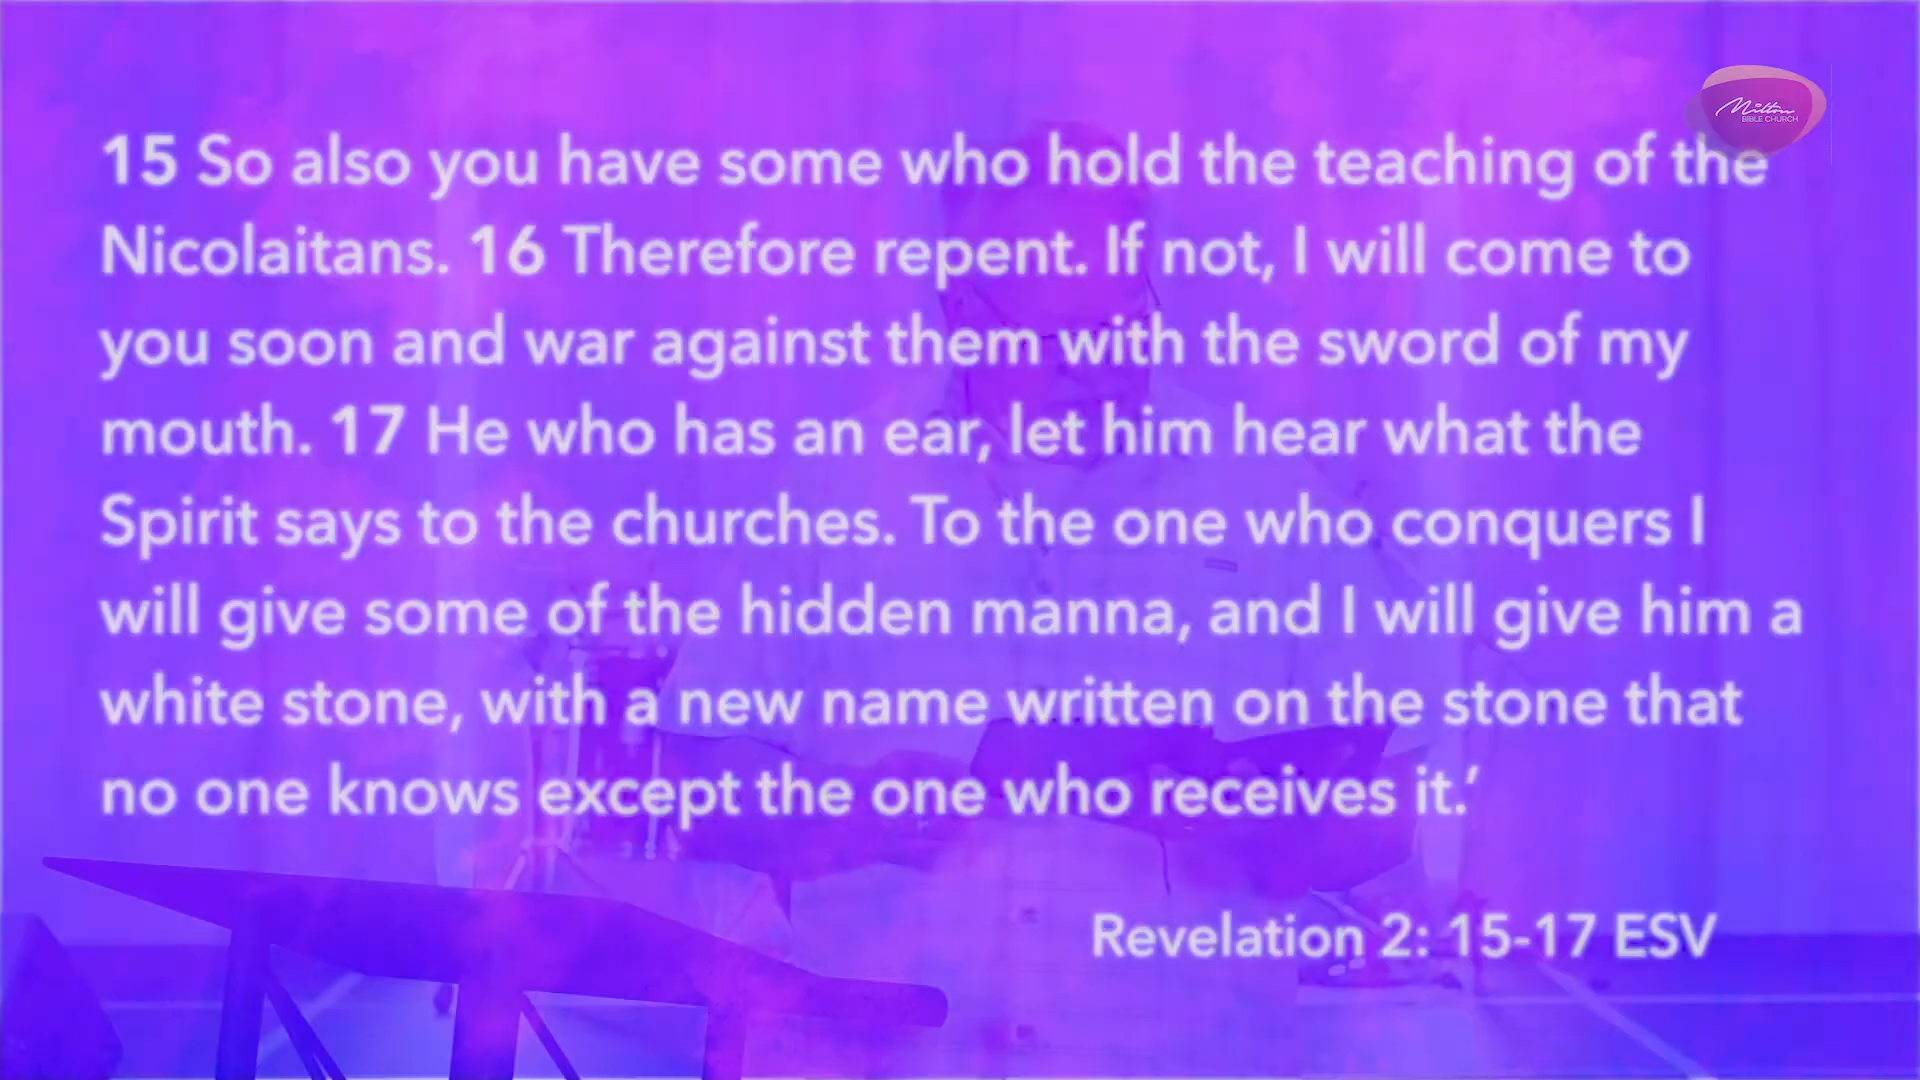 Milton
BIBLE CHURCH
15 So also you have some who hold the teaching of the
Nicolaitans. 16 Therefore repent. If not, I will come to
you soon and war against them with the sword of my
mouth. 17 He who has an ear, let him hear what the
Spirit says to the churches. To the one who conquers I
will give some of the hidden manna, and I will give him a
white stone, with a new name written on the stone that
no one knows except the one who receives it.’
Revelation 2: 15-17 ESV